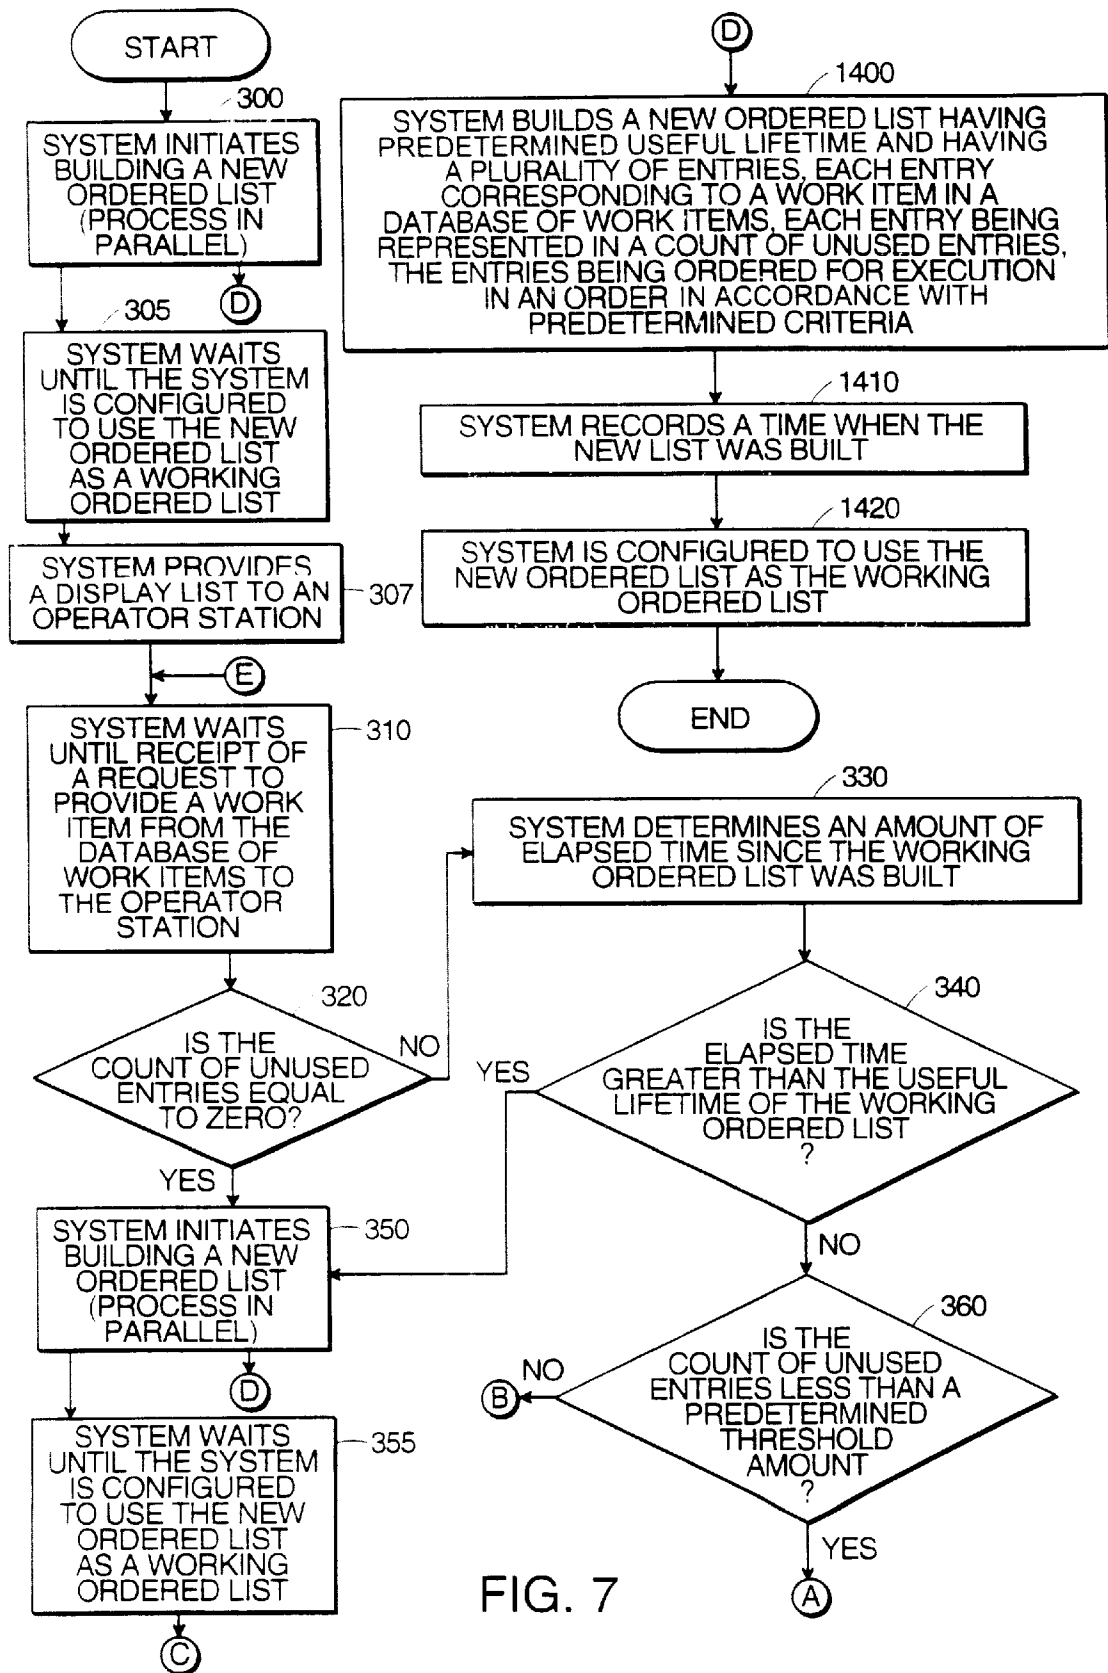 START
300
SYSTEM INITIATES
BUILDING A NEW
ORDERED LIST
(PROCESS IN
PARALLEL)
D
305
SYSTEM WAITS
UNTIL THE SYSTEM
IS CONFIGURED
TO USE THE NEW
ORDERED LIST
AS A WORKING
ORDERED LIST
SYSTEM PROVIDES
A DISPLAY LIST TO AN
OPERATOR STATION
307
E
SYSTEM WAITS
UNTIL RECEIPT OF
A REQUEST TO
PROVIDE A WORK
ITEM FROM THE
DATABASE OF
WORK ITEMS TO
THE OPERATOR
STATION
310
320
IS THE
COUNT OF UNUSED
ENTRIES EQUAL
TO ZERO?
NO
YES
SYSTEM INITIATES
BUILDING A NEW
ORDERED LIST
(PROCESS IN
PARALLEL)
350
D
SYSTEM WAITS
UNTIL THE SYSTEM
IS CONFIGURED
TO USE THE NEW
ORDERED LIST
AS A WORKING
ORDERED LIST
355
C
D
1400
SYSTEM BUILDS A NEW ORDERED LIST HAVING
PREDETERMINED USEFUL LIFETIME AND HAVING
A PLURALITY OF ENTRIES, EACH ENTRY
CORRESPONDING TO A WORK ITEM IN A
DATABASE OF WORK ITEMS, EACH ENTRY BEING
REPRESENTED IN A COUNT OF UNUSED ENTRIES,
THE ENTRIES BEING ORDERED FOR EXECUTION
IN AN ORDER IN ACCORDANCE WITH
PREDETERMINED CRITERIA
1410
SYSTEM RECORDS A TIME WHEN THE
NEW LIST WAS BUILT
1420
SYSTEM IS CONFIGURED TO USE THE
NEW ORDERED LIST AS THE WORKING
ORDERED LIST
END
330
SYSTEM DETERMINES AN AMOUNT OF
ELAPSED TIME SINCE THE WORKING
ORDERED LIST WAS BUILT
340
IS THE
ELAPSED TIME
GREATER THAN THE USEFUL
LIFETIME OF THE WORKING
ORDERED LIST
?
YES
NO
360
IS THE
COUNT OF UNUSED
ENTRIES LESS THAN A
PREDETERMINED
THRESHOLD
AMOUNT
?
NO
B
YES
A
FIG. 7